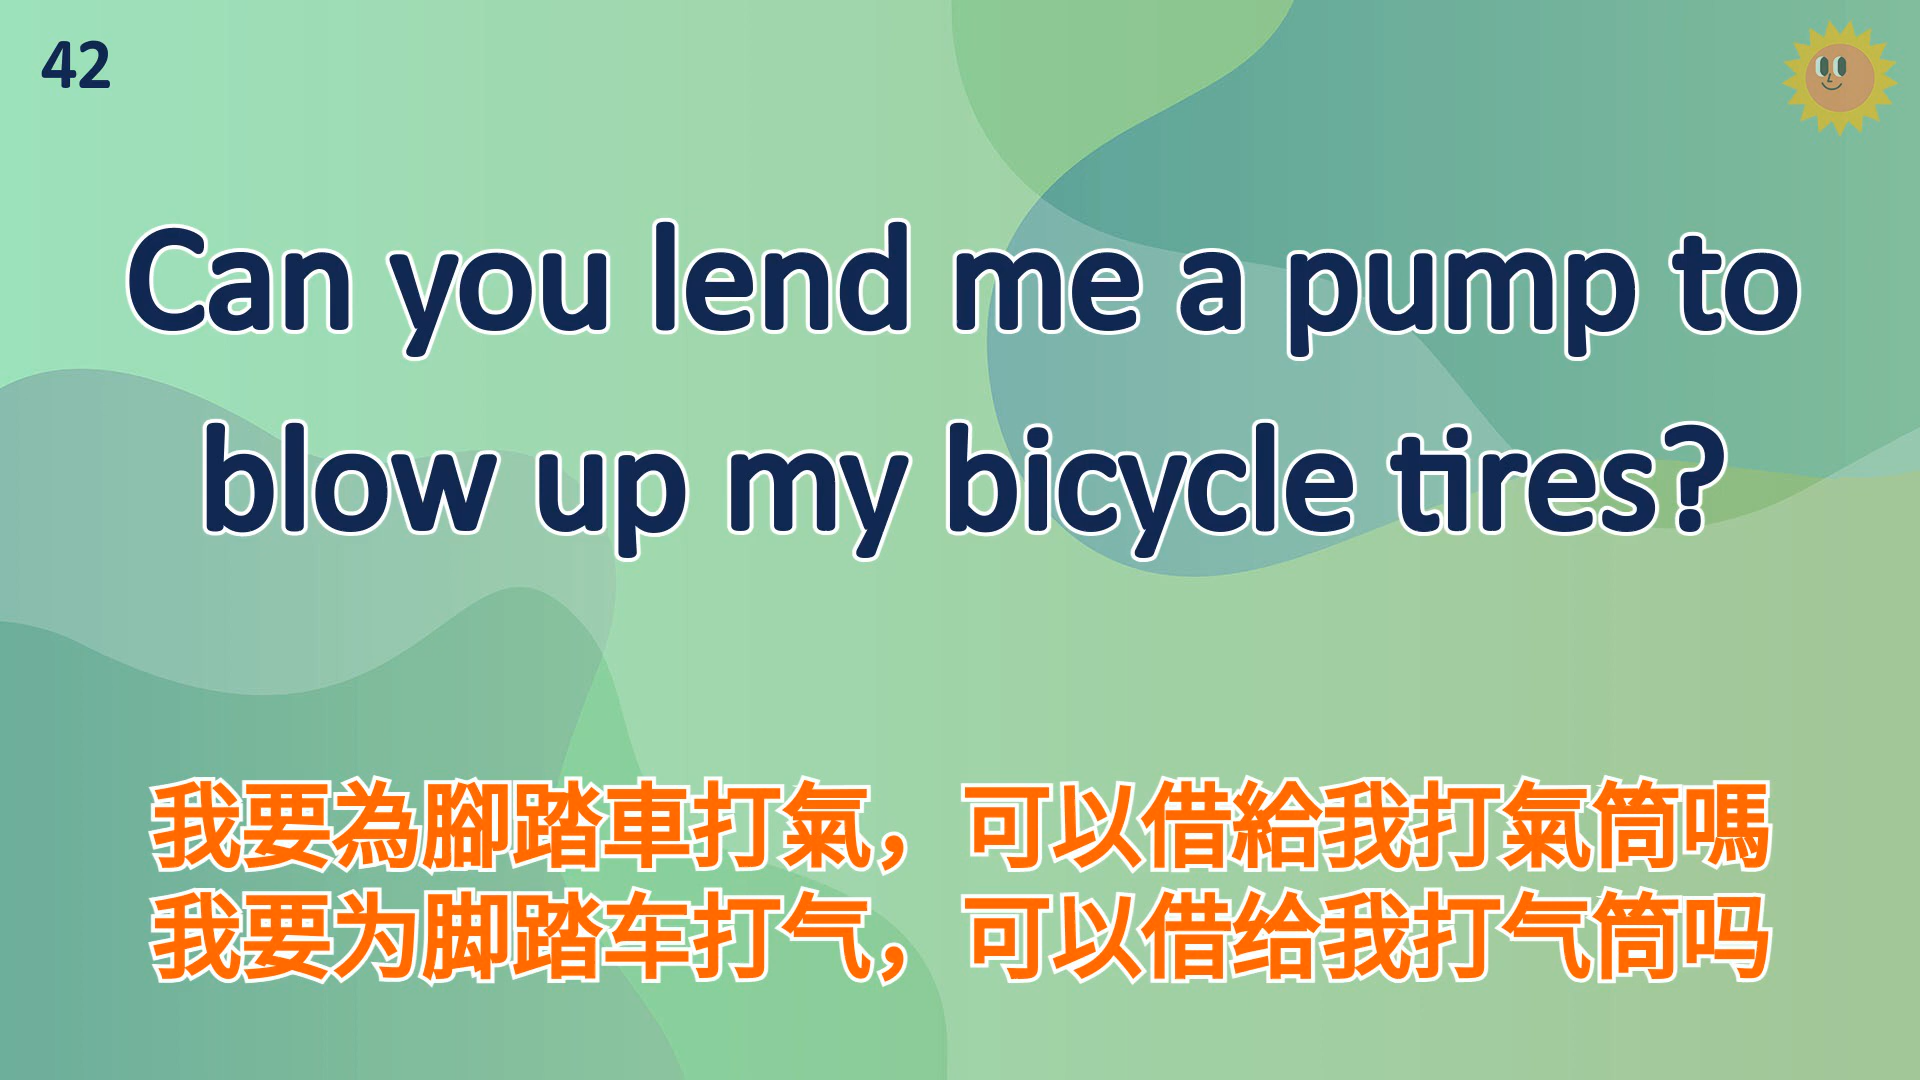 42
Can you lend me a pump to
blow up my bicycle tires?
我要為腳踏車打氣，可以借給我打氣筒嗎
我要为脚踏车打气，可以借给我打气筒吗